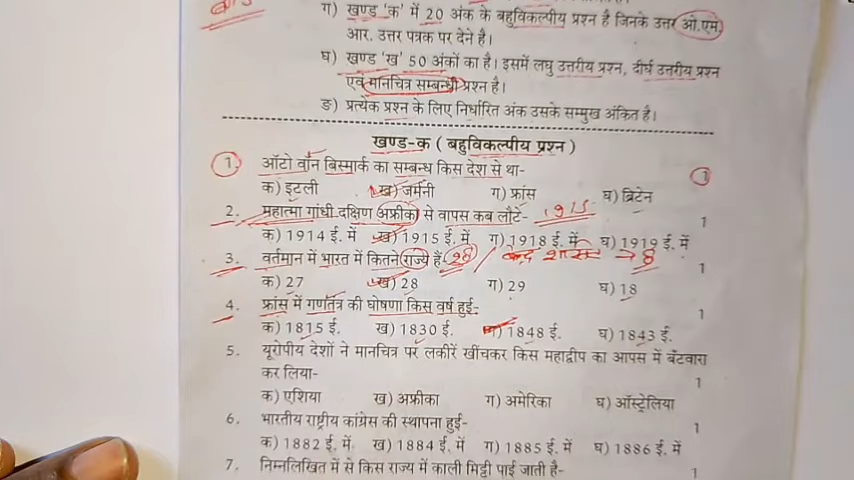 ग) खण्ड 'क' में 20 अंक के बहुविकल्पीय प्रश्न है जिनके उत्तर ओ.एम.
आर. उत्तर पत्रक पर देने है।
घ) खण्ड 'ख' 50 अंकों का है। इसमें लघु उत्तरीय प्रश्न, दीर्घ उत्तरीय प्रश्न
एवं मानचित्र सम्बन्धी प्रश्न है।
ङ) प्रत्येक प्रश्न के लिए निर्धारित अंक उसके सम्मुख अंकित है।
खण्ड-क ( बहुविकल्पीय प्रश्न )
1. ऑटो वॉन बिस्मार्क का सम्बन्ध किस देश से था- 1
क) इटली ख) जर्मनी ग) फ्रांस घ) ब्रिटेन
2. महात्मा गांधी दक्षिण अफ्रीका से वापस कब लौटे- 1915 1
क) 1914 ई. में ख) 1915 ई. में ग) 1918 ई. में घ) 1919 ई. में
3. वर्तमान में भारत में कितने राज्य है- 28 / केन्द्र शासित → 8 1
क) 27 ख) 28 ग) 29 घ) 18
4. फ्रांस में गणतंत्र की घोषणा किस वर्ष हुई- 1
क) 1815 ई. ख) 1830 ई. ग) 1848 ई. घ) 1843 ई.
5. यूरोपीय देशों ने मानचित्र पर लकीरें खींचकर किस महाद्वीप का आपस में बँटवारा
कर लिया- 1
क) एशिया ख) अफ्रीका ग) अमेरिका घ) ऑस्ट्रेलिया
6. भारतीय राष्ट्रीय कांग्रेस की स्थापना हुई- 1
क) 1882 ई. में ख) 1884 ई. में ग) 1885 ई. में घ) 1886 ई. में
7. निम्नलिखित में से किस राज्य में काली मिट्टी पाई जाती है- 1